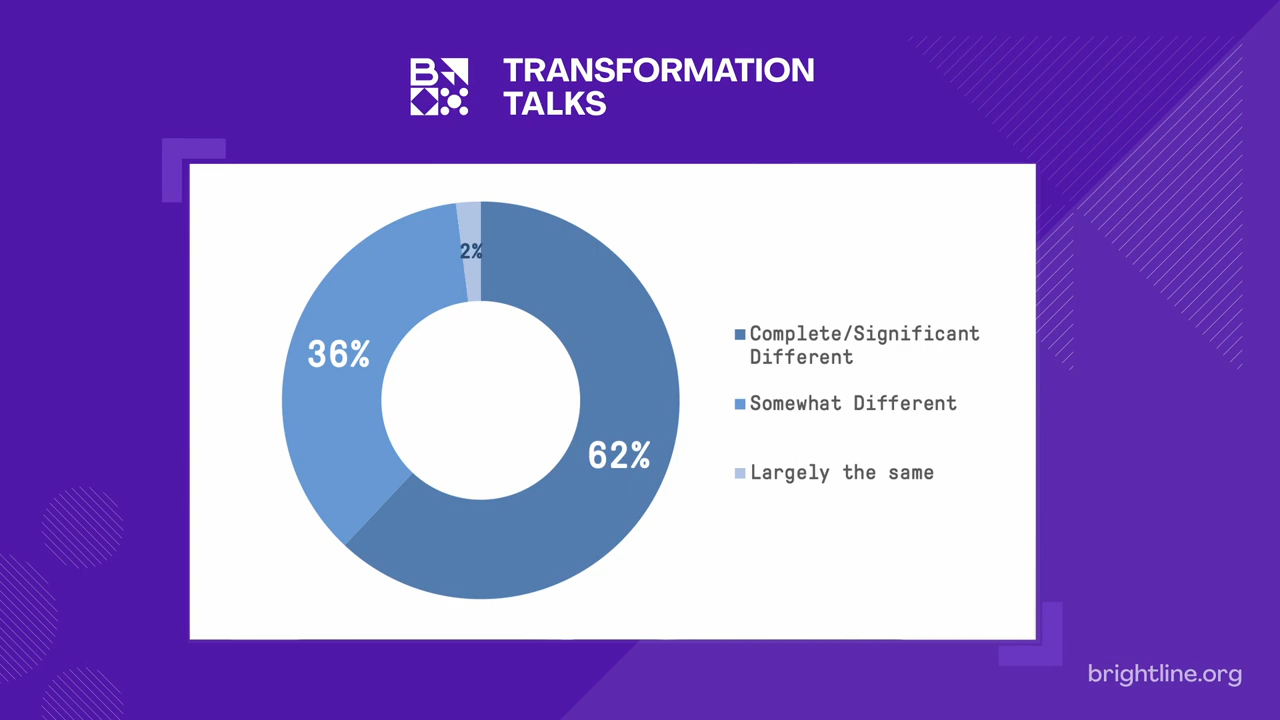 B
TRANSFORMATION
TALKS
2%
36%
62%
Complete/Significant
Different
Somewhat Different
Largely the same
brightline.org